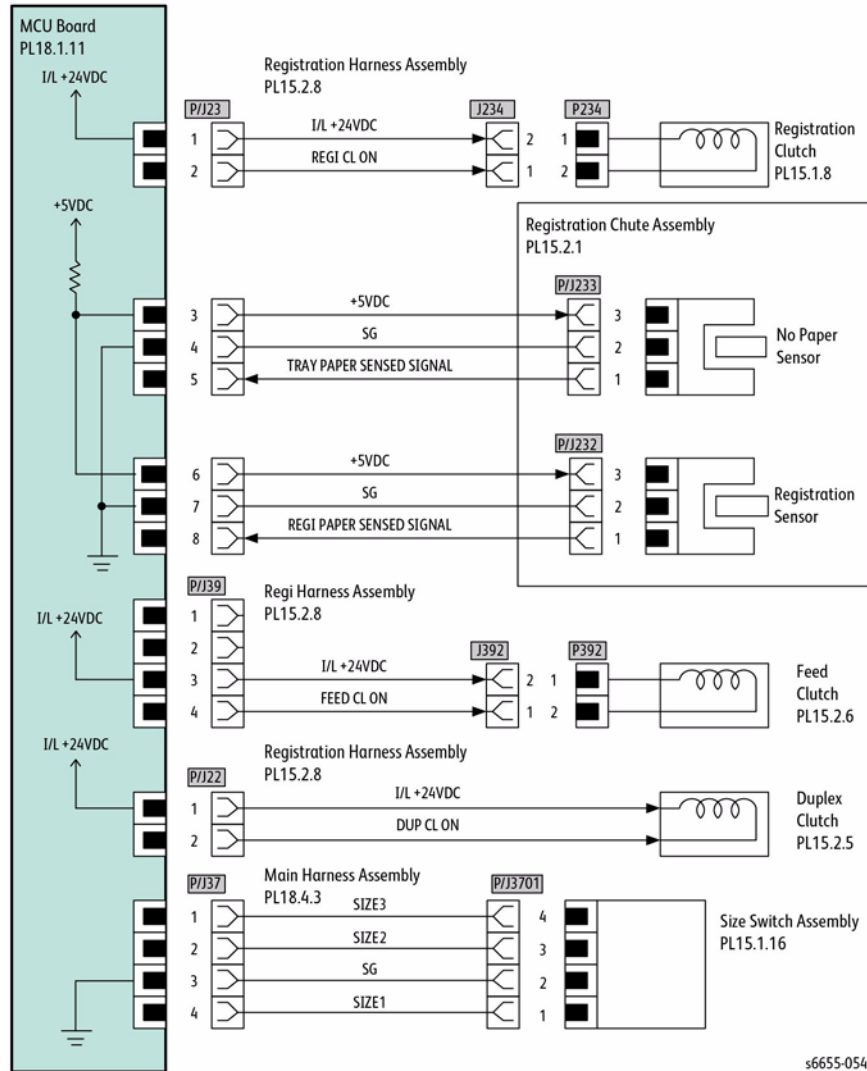 MCU Board
PL18.1.11
I/L +24VDC
Registration Harness Assembly
PL15.2.8
P/J23
J234
P234
1 I/L +24VDC 2 1
2 REGI CL ON 1 2
Registration
Clutch
PL15.1.8
+5VDC
Registration Chute Assembly
PL15.2.1
P/J233
3 +5VDC 3
4 SG 2
5 TRAY PAPER SENSED SIGNAL 1
No Paper
Sensor
P/J232
6 +5VDC 3
7 SG 2
8 REGI PAPER SENSED SIGNAL 1
Registration
Sensor
P/J39
Regi Harness Assembly
PL15.2.8
I/L +24VDC
1
2
J392
P392
3 I/L +24VDC 2 1
4 FEED CL ON 1 2
Feed
Clutch
PL15.2.6
I/L +24VDC
Registration Harness Assembly
PL15.2.8
P/J22
1 I/L +24VDC
2 DUP CL ON
Duplex
Clutch
PL15.2.5
P/J37
Main Harness Assembly
PL18.4.3
P/J3701
1 SIZE3 4
2 SIZE2 3
3 SG 2
4 SIZE1 1
Size Switch Assembly
PL15.1.16
s6655-054